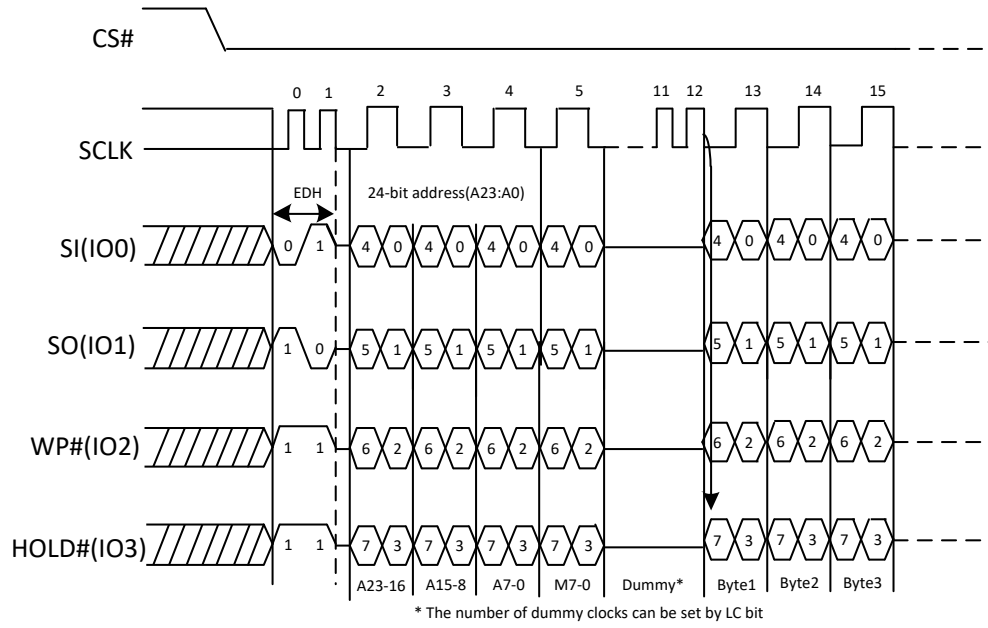 CS#
0 1 2 3 4 5 11 12 13 14 15
SCLK
EDH 24-bit address(A23:A0)
SI(IO0) 0 1 4 0 4 0 4 0 4 0 4 0 4 0 4 0
SO(IO1) 1 0 5 1 5 1 5 1 5 1 5 1 5 1 5 1
WP#(IO2) 1 1 6 2 6 2 6 2 6 2 6 2 6 2 6 2
HOLD#(IO3) 1 1 7 3 7 3 7 3 7 3 7 3 7 3 7 3
A23-16 A15-8 A7-0 M7-0 Dummy* Byte1 Byte2 Byte3
* The number of dummy clocks can be set by LC bit